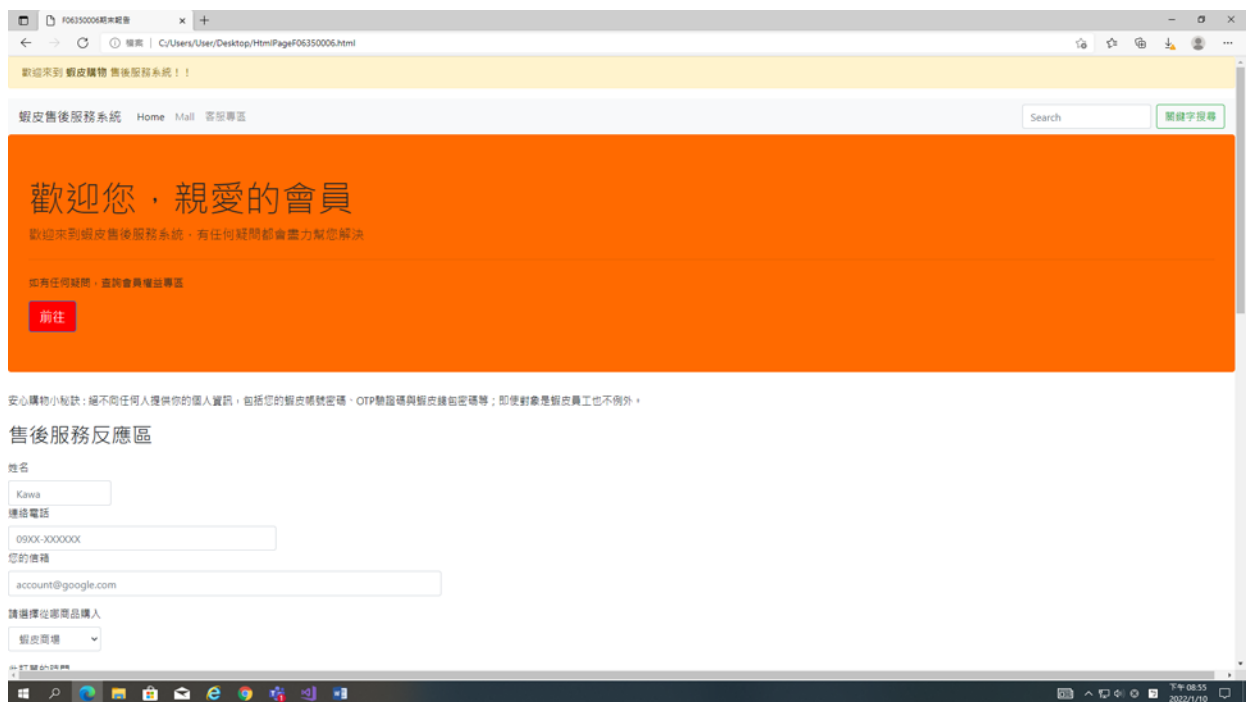 F06350006期末報告
檔案 | C:/Users/User/Desktop/HtmlPageF06350006.html
歡迎來到 蝦皮購物 售後服務系統！！
蝦皮售後服務系統 Home Mall 客服專區 Search 關鍵字搜尋
歡迎您，親愛的會員
歡迎來到蝦皮售後服務系統，有任何疑問都會盡力幫您解決
如有任何疑問，查詢會員權益專區
前往
安心購物小秘訣：絕不向任何人提供你的個人資訊，包括您的蝦皮帳號密碼、OTP驗證碼與蝦皮錢包密碼等；即使對象是蝦皮員工也不例外。
售後服務反應區
姓名
Kawa
連絡電話
09XX-XXXXXX
您的信箱
account@google.com
請選擇從哪商品購入
蝦皮商場
此訂單的疑問
下午 08:55
2022/1/10